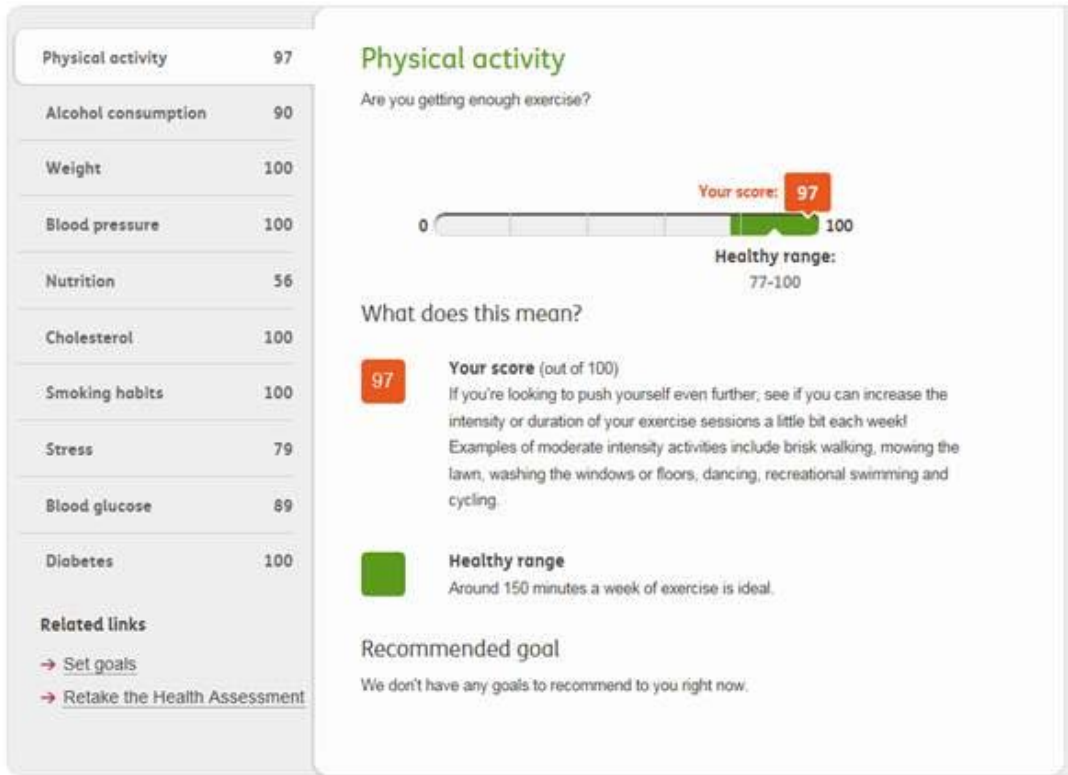 Physical activity 97
Alcohol consumption 90
Weight 100
Blood pressure 100
Nutrition 56
Cholesterol 100
Smoking habits 100
Stress 79
Blood glucose 89
Diabetes 100
Related links
→ Set goals
→ Retake the Health Assessment
Physical activity
Are you getting enough exercise?
Your score: 97
0 100
Healthy range:
77-100
What does this mean?
97
Your score (out of 100)
If you're looking to push yourself even further, see if you can increase the
intensity or duration of your exercise sessions a little bit each week!
Examples of moderate intensity activities include brisk walking, mowing the
lawn, washing the windows or floors, dancing, recreational swimming and
cycling.
Healthy range
Around 150 minutes a week of exercise is ideal.
Recommended goal
We don't have any goals to recommend to you right now.